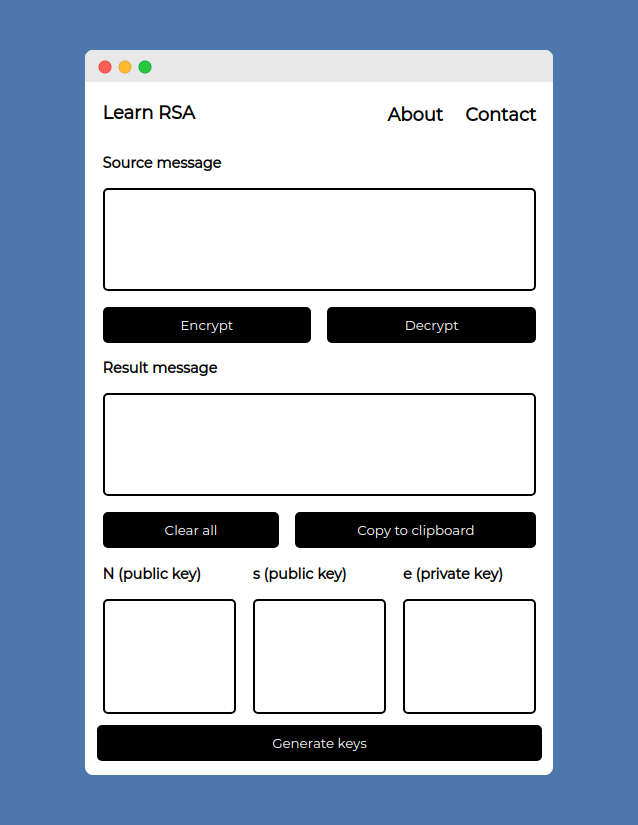 Learn RSA About Contact
Source message
Encrypt Decrypt
Result message
Clear all Copy to clipboard
N (public key) s (public key) e (private key)
Generate keys